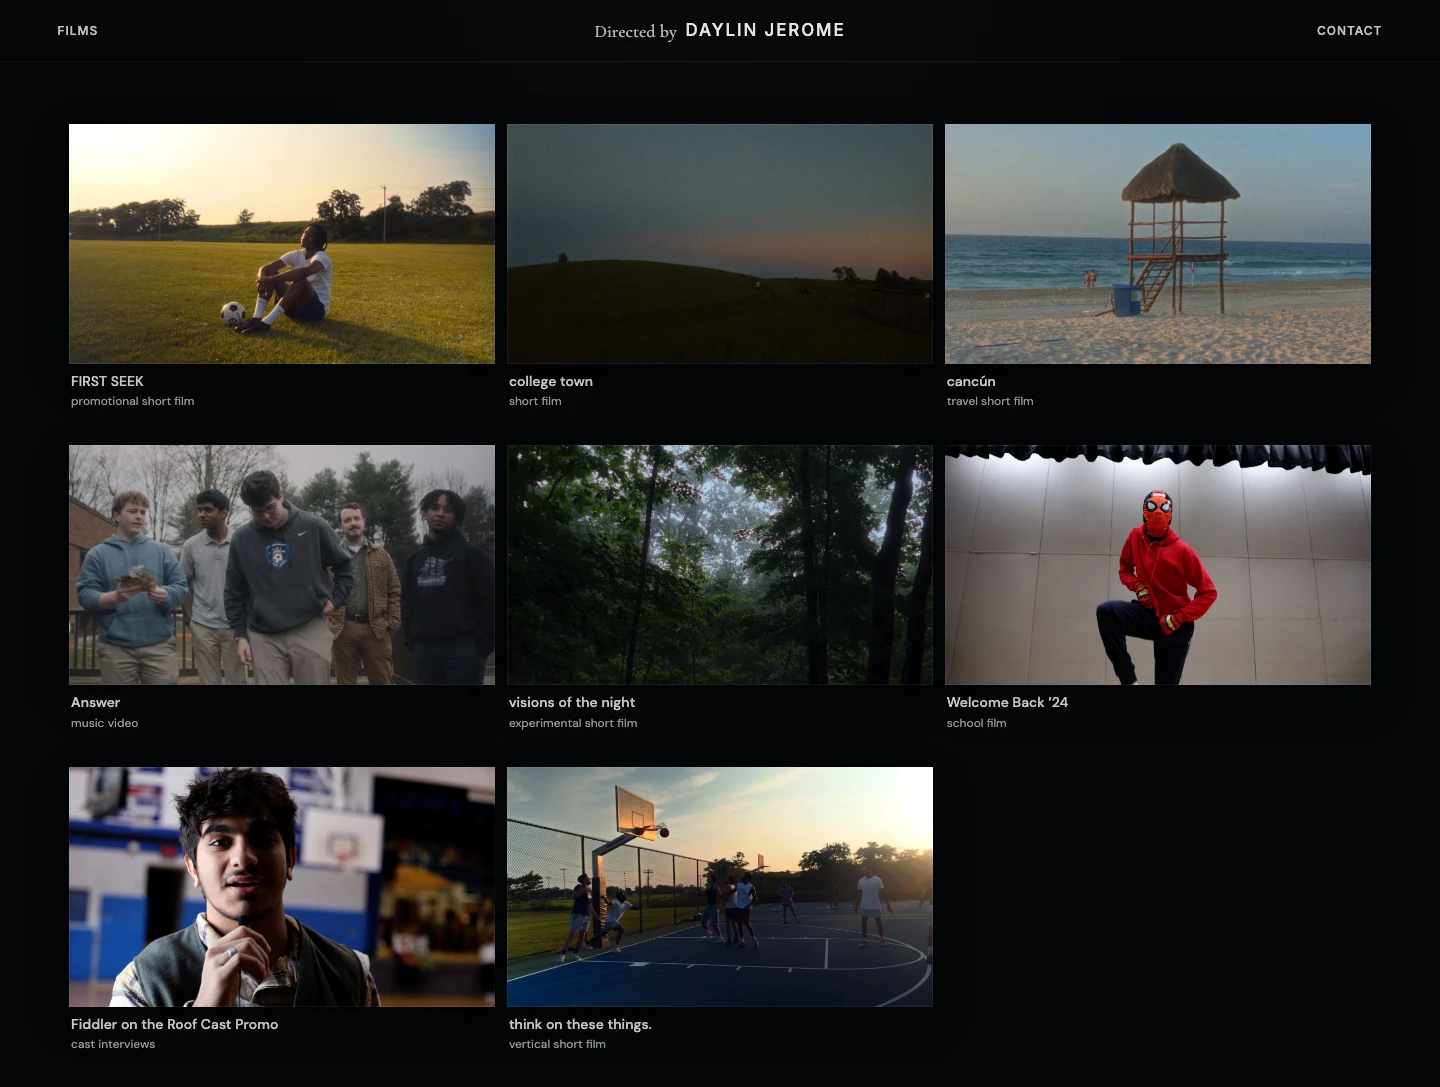 FILMS
Directed by DAYLIN JEROME
CONTACT
FIRST SEEK
promotional short film
college town
short film
cancún
travel short film
Answer
music video
visions of the night
experimental short film
Welcome Back ’24
school film
Fiddler on the Roof Cast Promo
cast interviews
think on these things.
vertical short film